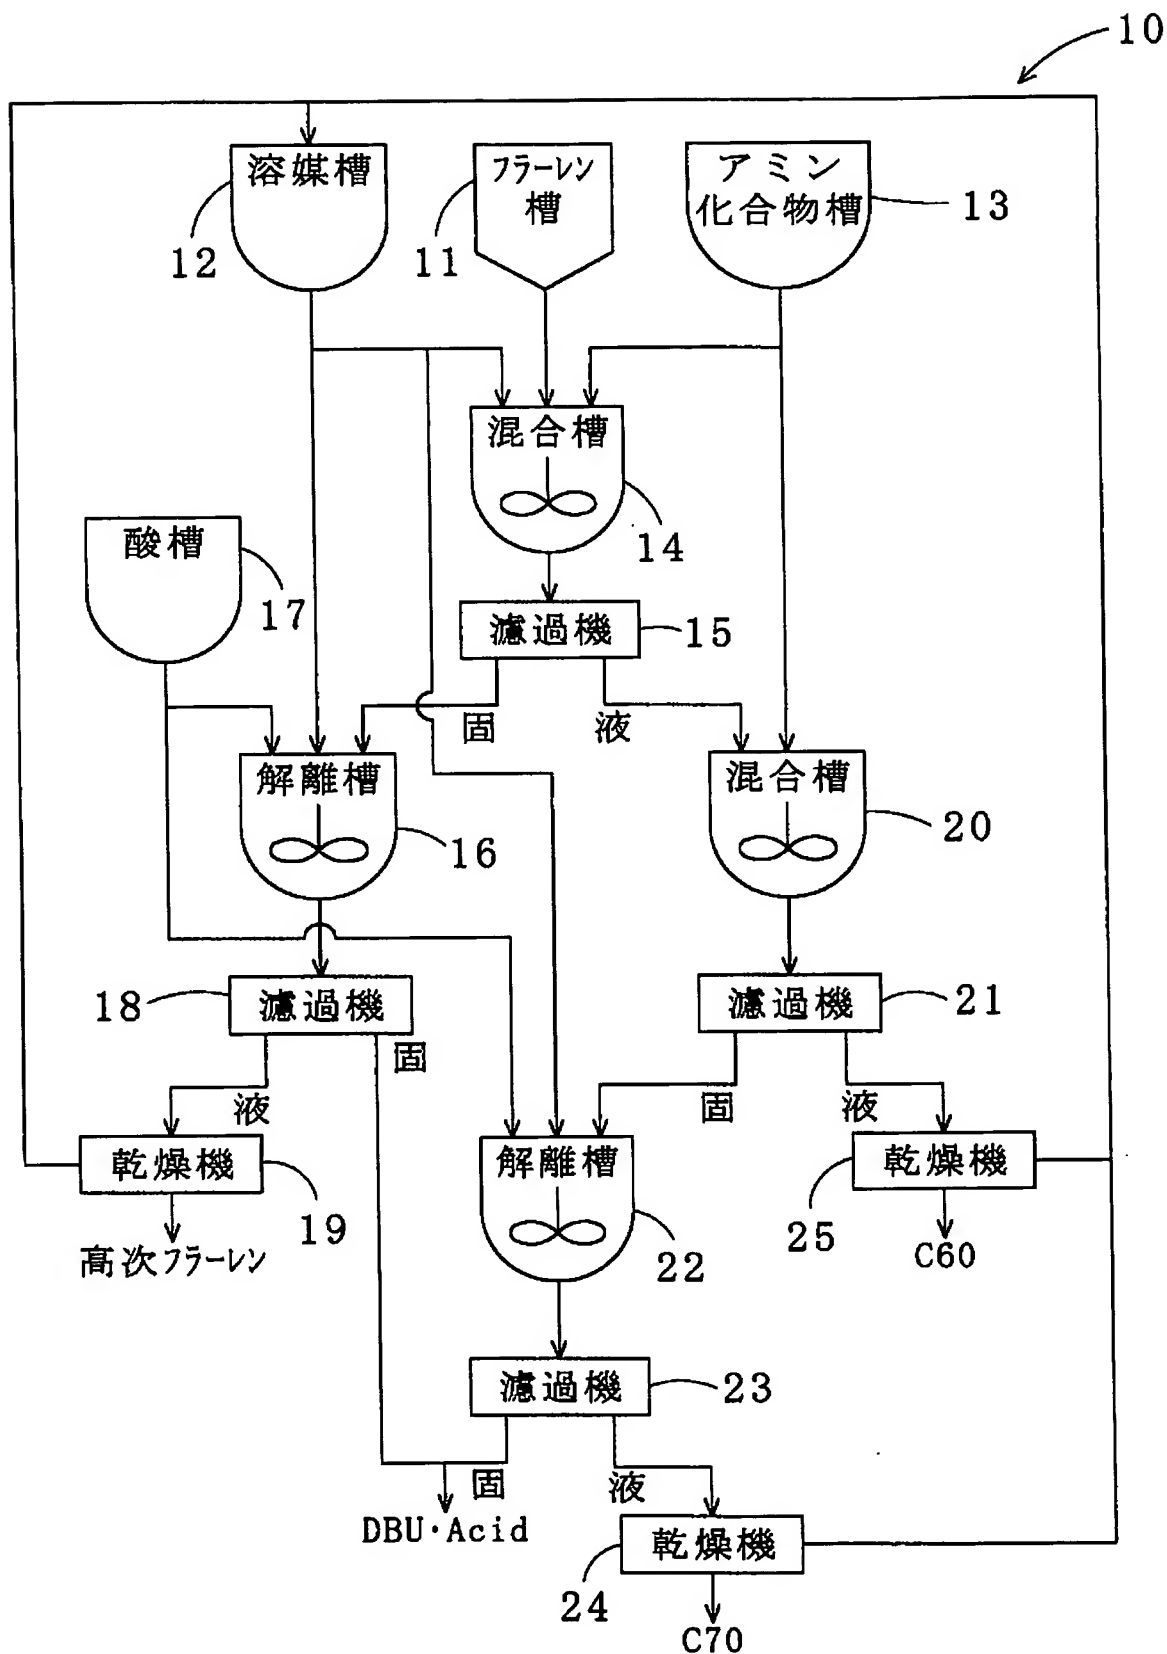 10
溶媒槽
12
フラーレン
槽
11
アミン
化合物槽
13
混合槽
14
酸槽
17
濾過機
15
固
液
解離槽
16
混合槽
20
濾過機
18
固
液
濾過機
21
固
液
乾燥機
19
高次フラーレン
解離槽
22
乾燥機
25
C60
濾過機
23
固
液
DBU·Acid
乾燥機
24
C70